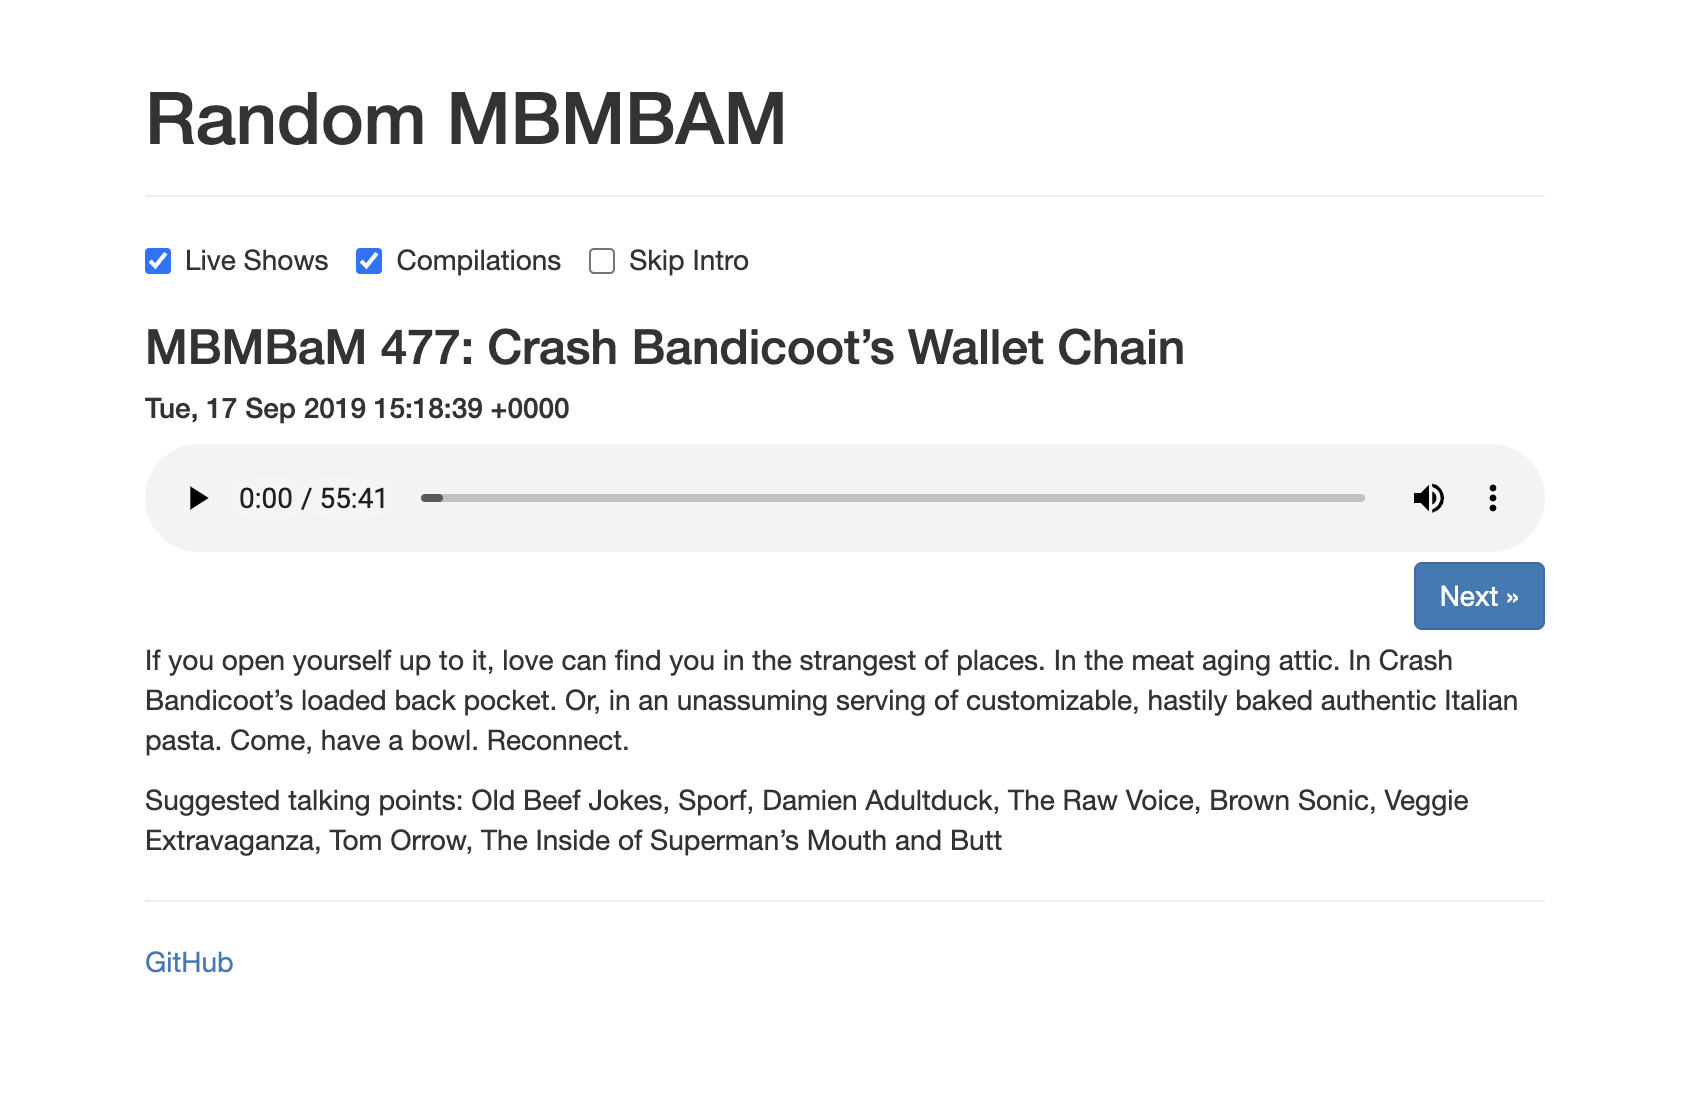 Random MBMBAM
Live Shows Compilations Skip Intro
MBMBaM 477: Crash Bandicoot’s Wallet Chain
Tue, 17 Sep 2019 15:18:39 +0000
0:00 / 55:41
Next »
If you open yourself up to it, love can find you in the strangest of places. In the meat aging attic. In Crash
Bandicoot’s loaded back pocket. Or, in an unassuming serving of customizable, hastily baked authentic Italian
pasta. Come, have a bowl. Reconnect.
Suggested talking points: Old Beef Jokes, Sporf, Damien Adultduck, The Raw Voice, Brown Sonic, Veggie
Extravaganza, Tom Orrow, The Inside of Superman’s Mouth and Butt
GitHub